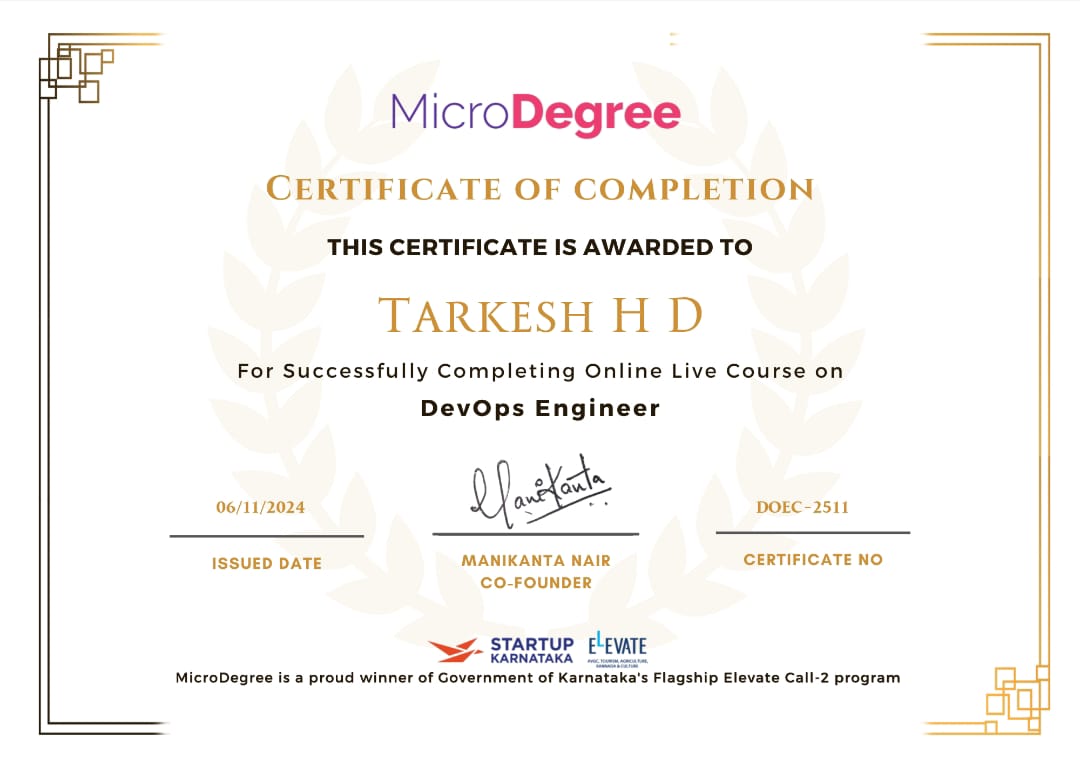 MicroDegree
CERTIFICATE OF COMPLETION
THIS CERTIFICATE IS AWARDED TO
TARKESH H D
For Successfully Completing Online Live Course on
DevOps Engineer
Manikanta
06/11/2024
DOEC-2511
ISSUED DATE
MANIKANTA NAIR
CO-FOUNDER
CERTIFICATE NO
STARTUP
KARNATAKA
ELEVATE
AVGC, TOURISM, AGRICULTURE,
KANNADA & CULTURE
MicroDegree is a proud winner of Government of Karnataka's Flagship Elevate Call-2 program